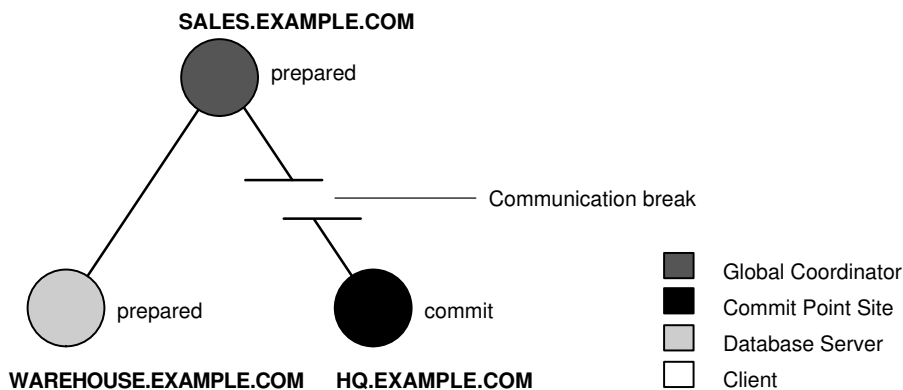 SALES.EXAMPLE.COM
prepared
Communication break
prepared
commit
WAREHOUSE.EXAMPLE.COM
HQ.EXAMPLE.COM
Global Coordinator
Commit Point Site
Database Server
Client